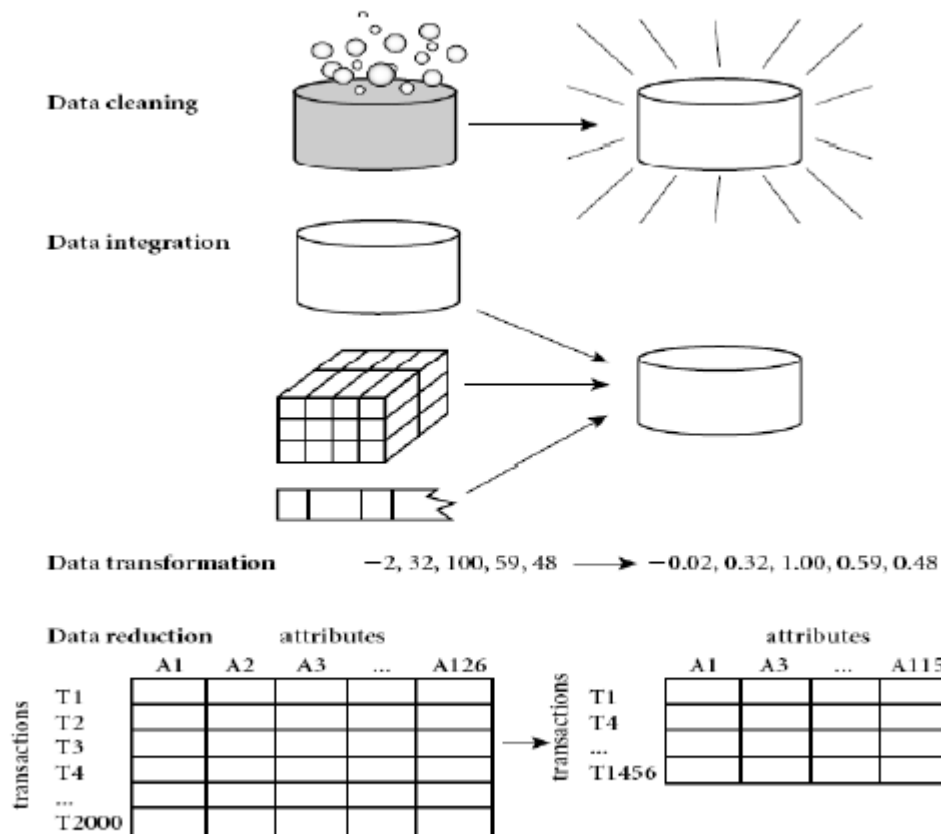 Data cleaning
Data integration
Data transformation −2, 32, 100, 59, 48 −0.02, 0.32, 1.00, 0.59, 0.48
Data reduction attributes
A1 A2 A3 ... A126
transactions
T1
T2
T3
T4
...
T2000
attributes
A1 A3 ... A115
transactions
T1
T4
...
T1456